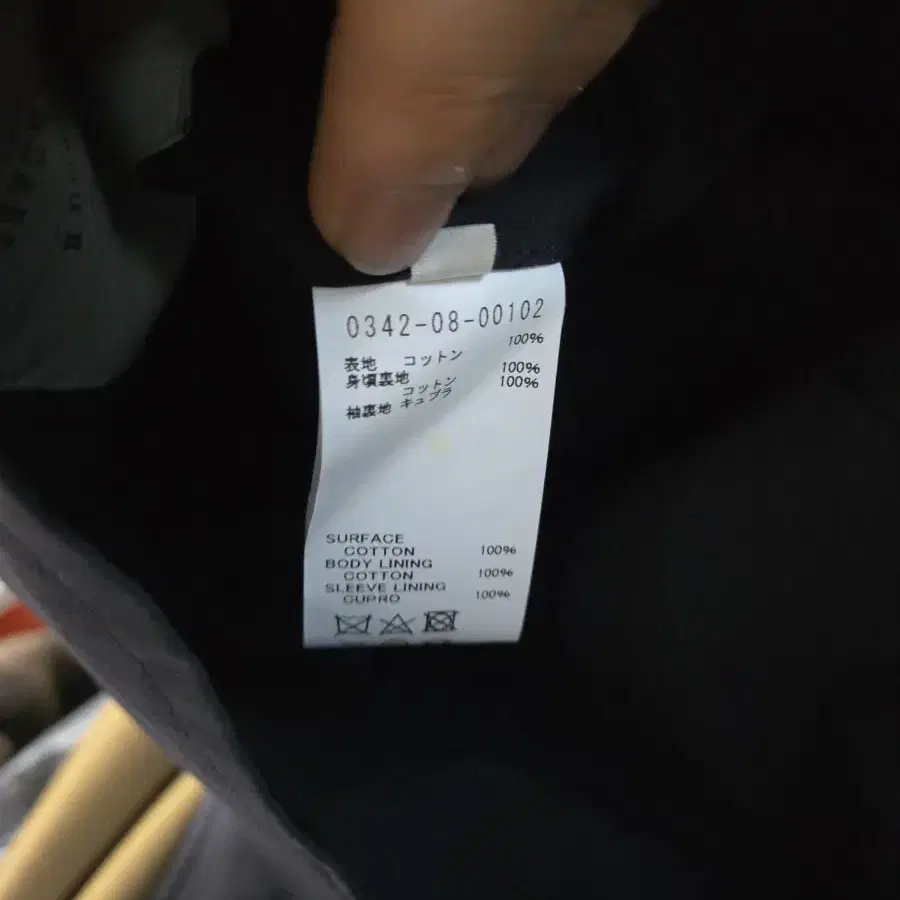 0342-08-00102
表地 コットン 100%
身頃裏地
コットン 100%
袖裏地 キュプラ 100%
SURFACE
COTTON 100%
BODY LINING
COTTON 100%
SLEEVE LINING
CUPRO 100%